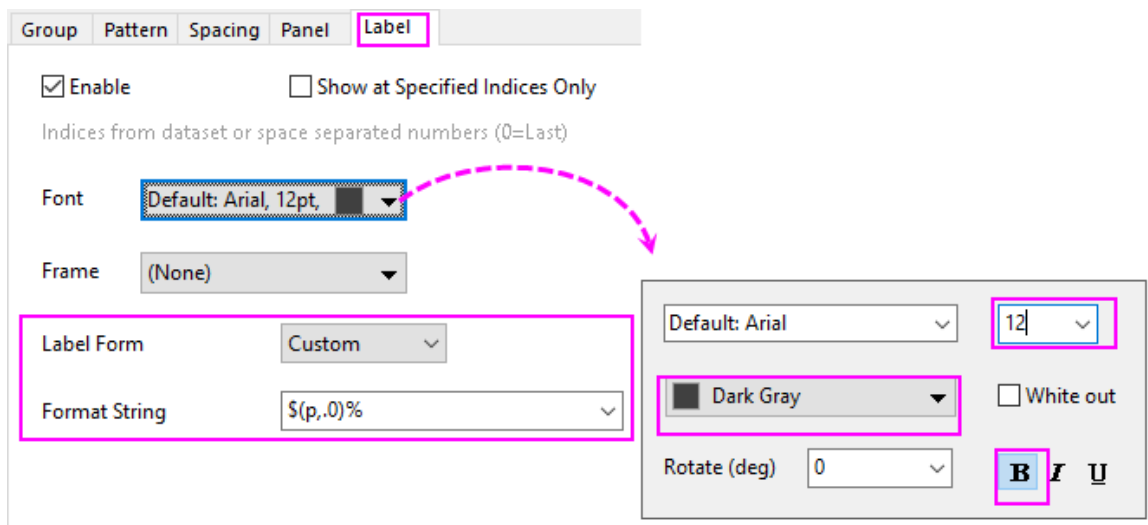 Group Pattern Spacing Panel Label
Enable Show at Specified Indices Only
Indices from dataset or space separated numbers (0=Last)
Font Default: Arial, 12pt,
Frame (None)
Label Form Custom
Format String $(p,.0)%
Default: Arial 12
Dark Gray White out
Rotate (deg) 0 B I U